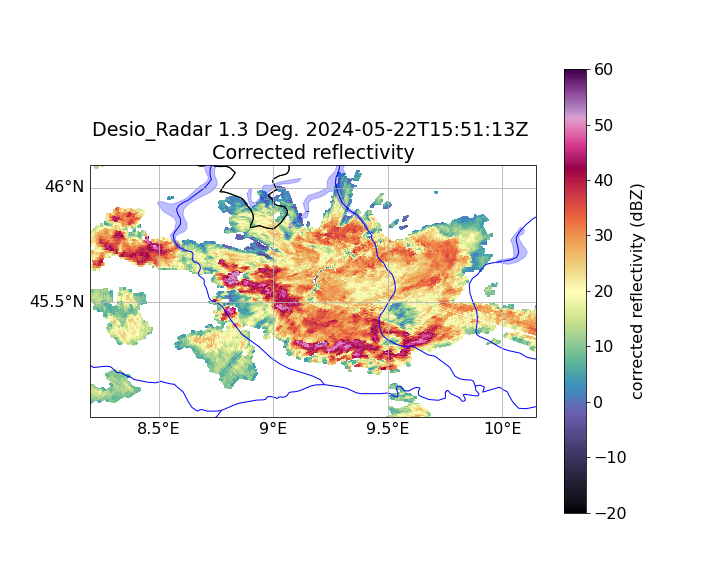 Desio_Radar 1.3 Deg. 2024-05-22T15:51:13Z
Corrected reflectivity
46°N
45.5°N
8.5°E
9°E
9.5°E
10°E
60
50
40
30
20
10
0
−10
−20
corrected reflectivity (dBZ)